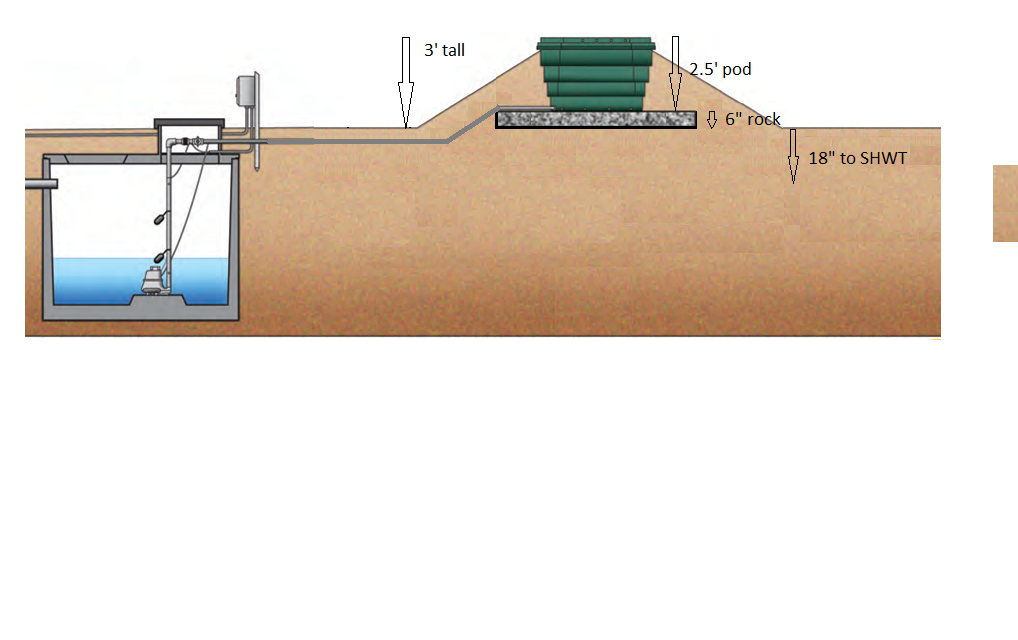 3' tall
2.5' pod
6" rock
18" to SHWT